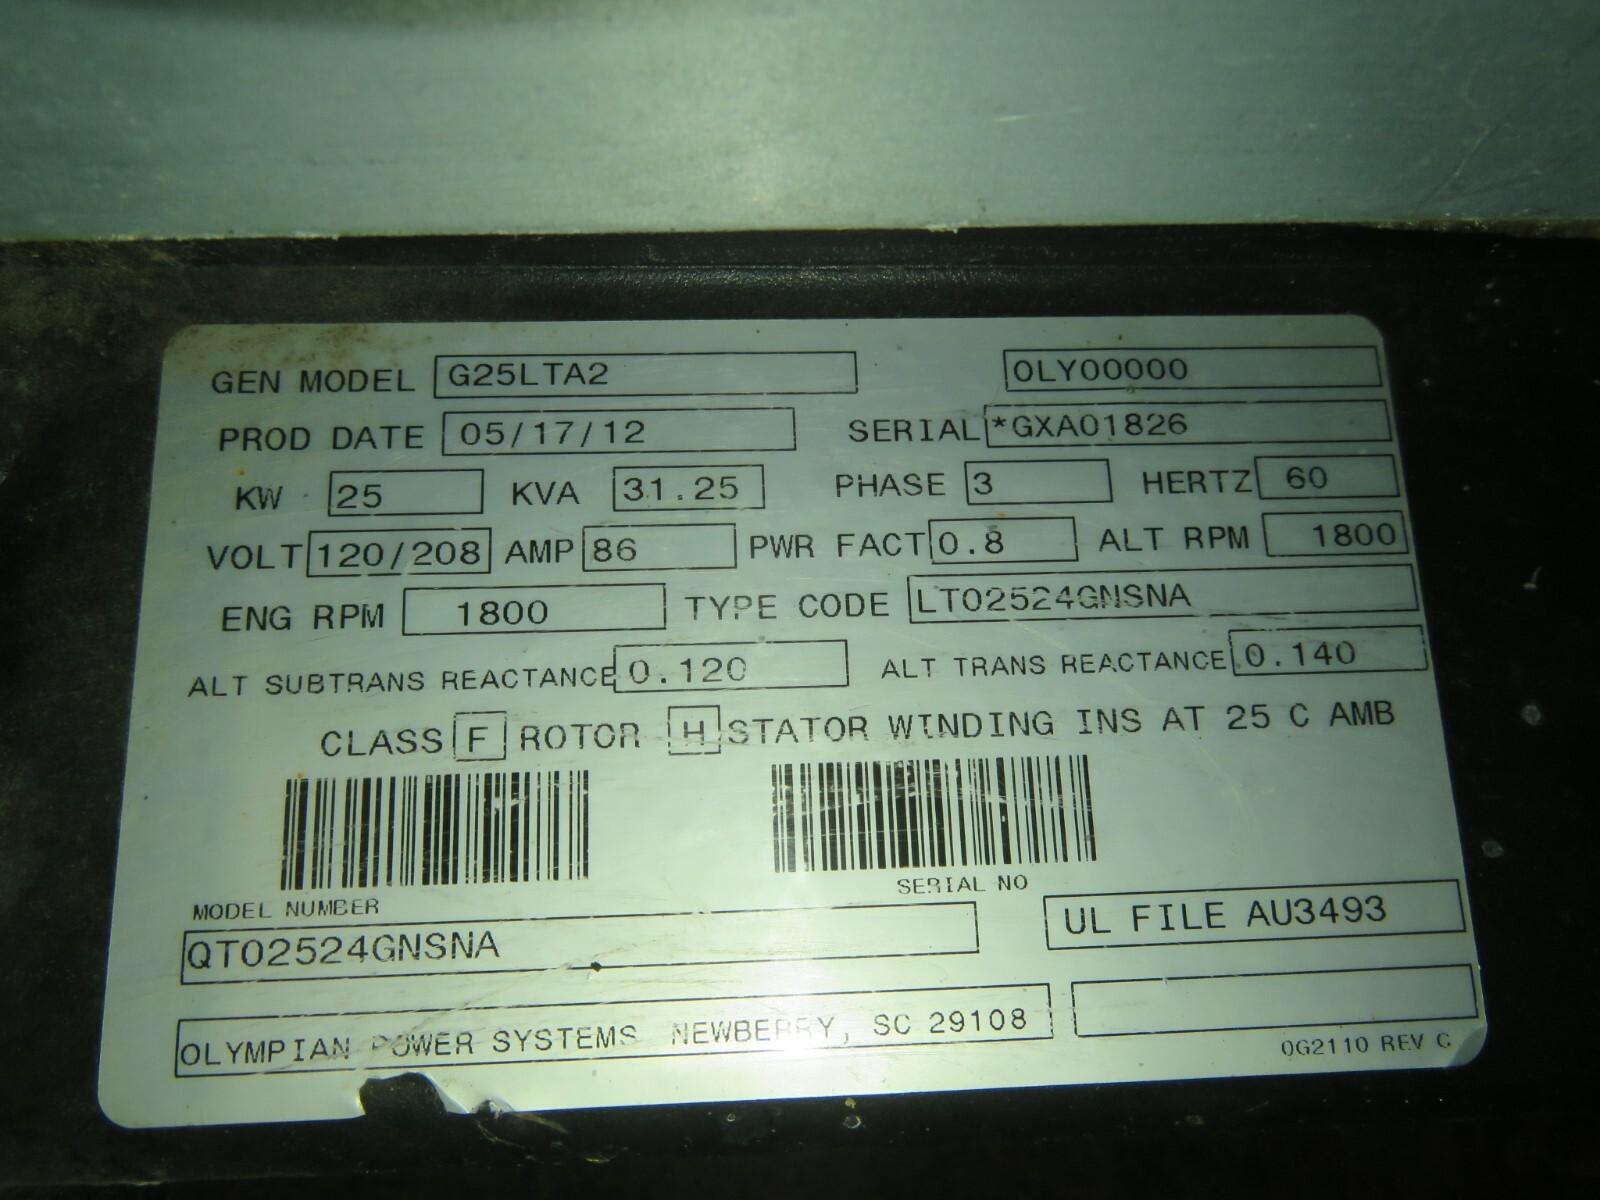 GEN MODEL G25LTA2 OLY00000
PROD DATE 05/17/12 SERIAL *GXA01826
KW 25 KVA 31.25 PHASE 3 HERTZ 60
VOLT 120/208 AMP 86 PWR FACT 0.8 ALT RPM 1800
ENG RPM 1800 TYPE CODE LT02524GNSNA
ALT SUBTRANS REACTANCE 0.120 ALT TRANS REACTANCE 0.140
CLASS F ROTOR H STATOR WINDING INS AT 25 C AMB
SERIAL NO
MODEL NUMBER
QT02524GNSNA UL FILE AU3493
OLYMPIAN POWER SYSTEMS NEWBERRY, SC 29108
0G2110 REV C